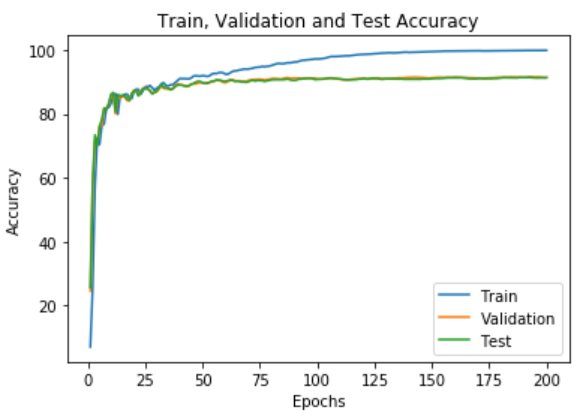 Train, Validation and Test Accuracy
100
80
60
40
20
Accuracy
Train
Validation
Test
0 25 50 75 100 125 150 175 200
Epochs